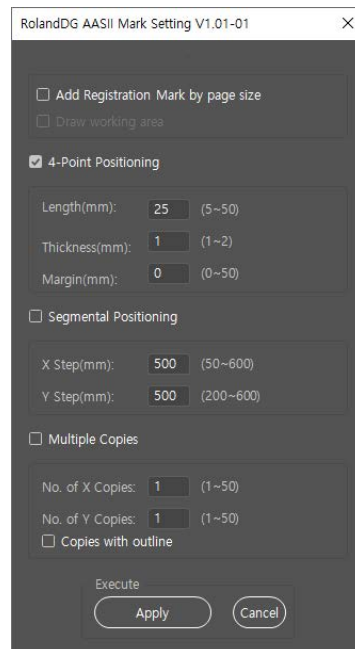 RolandDG AASII Mark Setting V1.01-01
Add Registration Mark by page size
Draw working area
4-Point Positioning
Length(mm): 25 (5~50)
Thickness(mm): 1 (1~2)
Margin(mm): 0 (0~50)
Segmental Positioning
X Step(mm): 500 (50~600)
Y Step(mm): 500 (200~600)
Multiple Copies
No. of X Copies: 1 (1~50)
No. of Y Copies: 1 (1~50)
Copies with outline
Execute
Apply Cancel